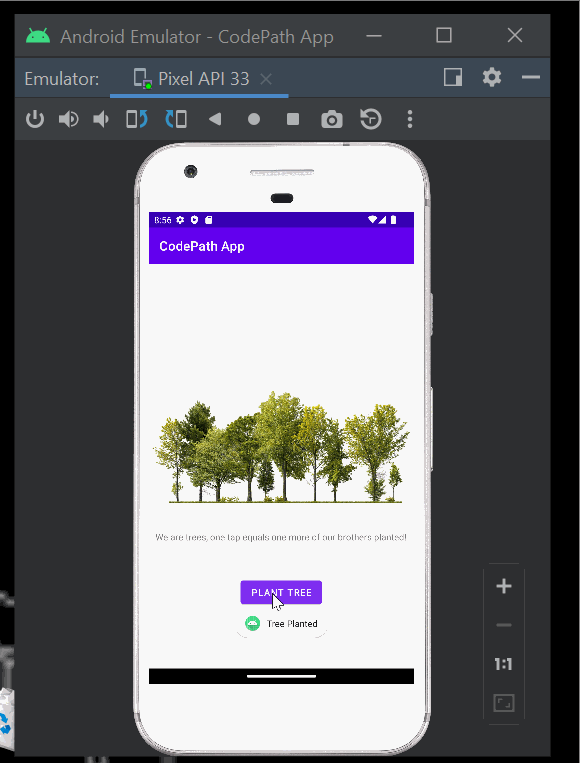 Android Emulator - CodePath App
Emulator: Pixel API 33
8:56
CodePath App
We are trees, one tap equals one more of our brothers planted!
PLANT TREE
Tree Planted
1:1